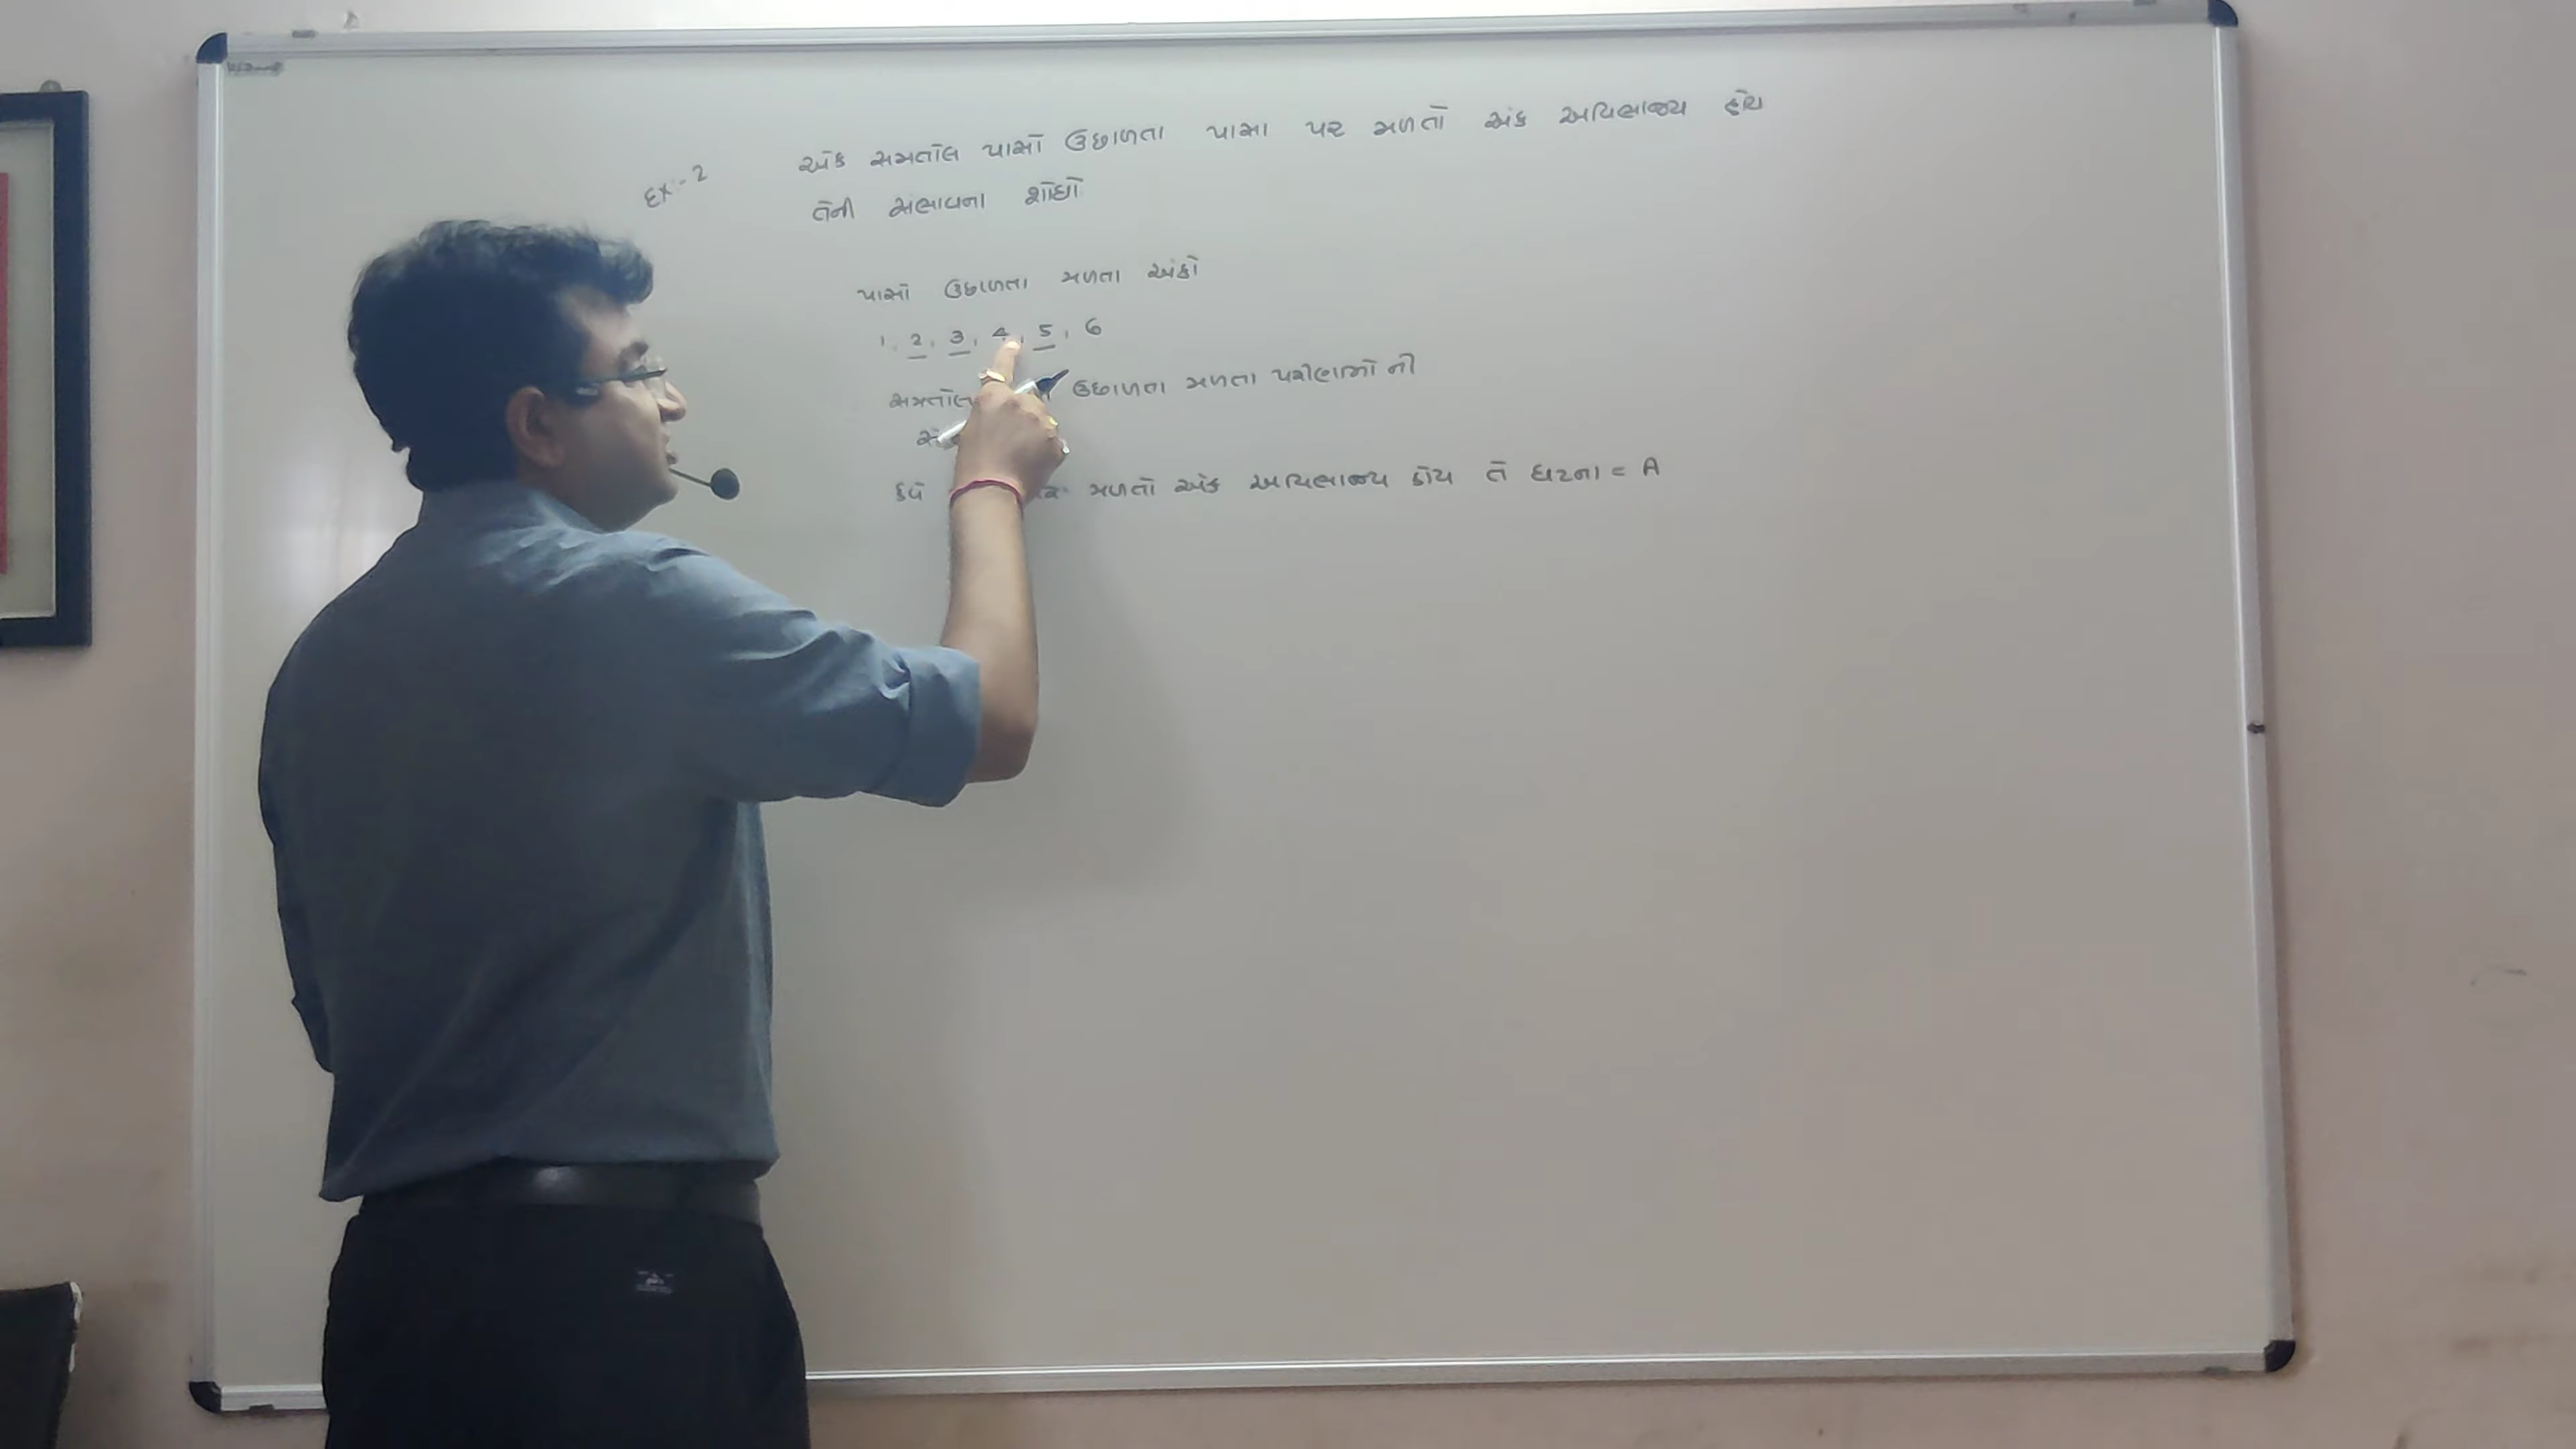 Ex:- 2 એક સમતોલ પાસો ઉછાળતા પાસા પર મળતો અંક અવિભાજ્ય હોય
તેની સંભાવના શોધો
પાસો ઉછાળતા મળતા અંકો
1, 2, 3, 4, 5, 6
સમતોલ ઉછાળતા મળતા પરીણામો ની
હવે મળતો અંક અવિભાજ્ય હોય તે ઘટના = A